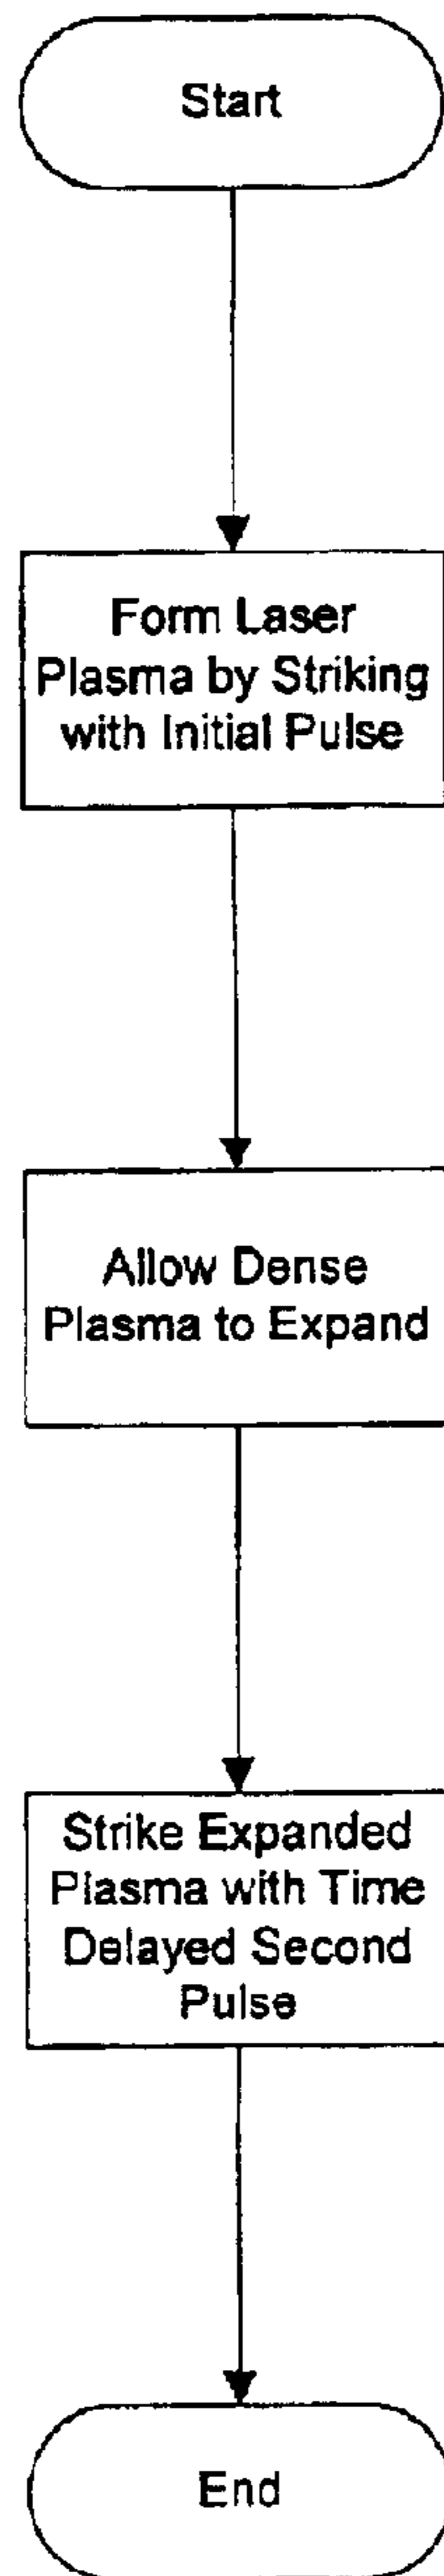 Start
Form Laser
Plasma by Striking
with Initial Pulse
Allow Dense
Plasma to Expand
Strike Expanded
Plasma with Time
Delayed Second
Pulse
End